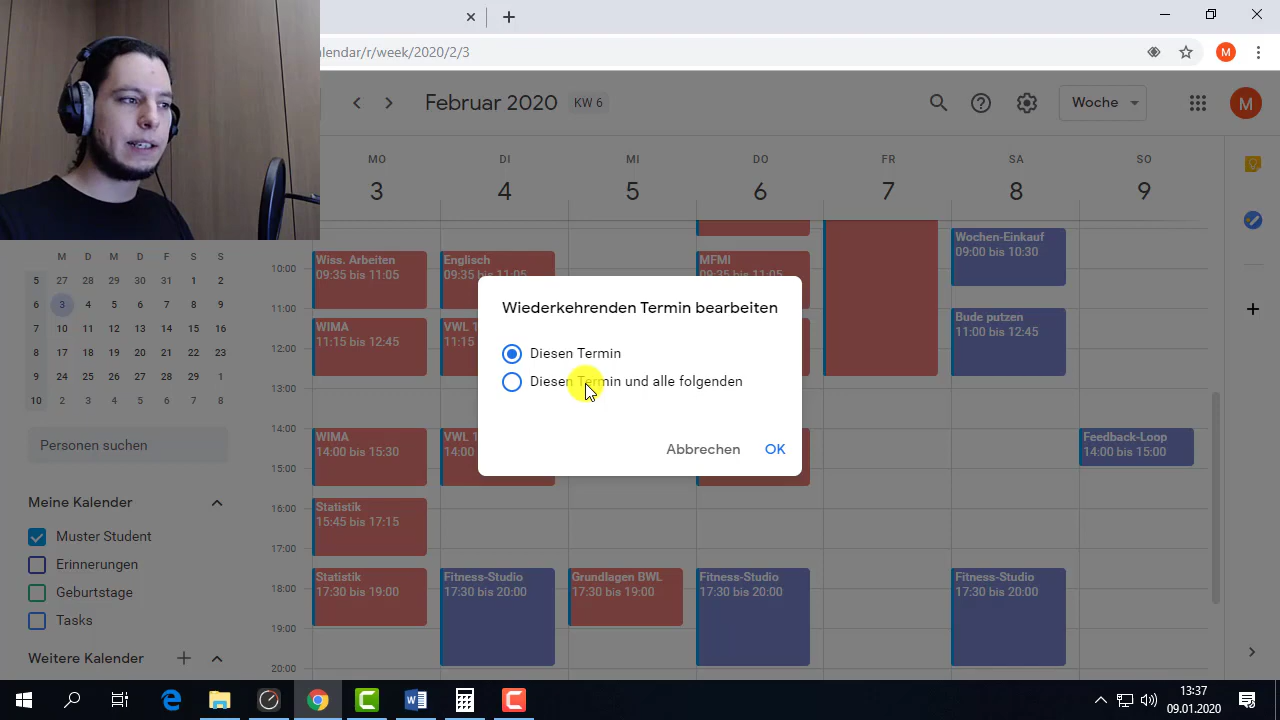 alendar/r/week/2020/2/3
M
Februar 2020
KW 6
Woche
M
MO
DI
MI
DO
FR
SA
SO
3
4
5
6
7
8
9
M D M D F S S
5 27 28 29 30 31 1 2
6 3 4 5 6 7 8 9
7 10 11 12 13 14 15 16
8 17 18 19 20 21 22 23
9 24 25 26 27 28 29 1
10 2 3 4 5 6 7 8
Personen suchen
Meine Kalender
Muster Student
Erinnerungen
Geburtstage
Tasks
Weitere Kalender
10:00
11:00
12:00
13:00
14:00
15:00
16:00
17:00
18:00
19:00
20:00
Wiss. Arbeiten
09:35 bis 11:05
WIMA
11:15 bis 12:45
WIMA
14:00 bis 15:30
Statistik
15:45 bis 17:15
Statistik
17:30 bis 19:00
Englisch
09:35 bis 11:05
VWL 1
11:15
VWL 1
14:00
Fitness-Studio
17:30 bis 20:00
Grundlagen BWL
17:30 bis 19:00
MFMI
09:35 bis 11:05
Fitness-Studio
17:30 bis 20:00
Wochen-Einkauf
09:00 bis 10:30
Bude putzen
11:00 bis 12:45
Fitness-Studio
17:30 bis 20:00
Feedback-Loop
14:00 bis 15:00
Wiederkehrenden Termin bearbeiten
Diesen Termin
Diesen Termin und alle folgenden
Abbrechen
OK
13:37
09.01.2020